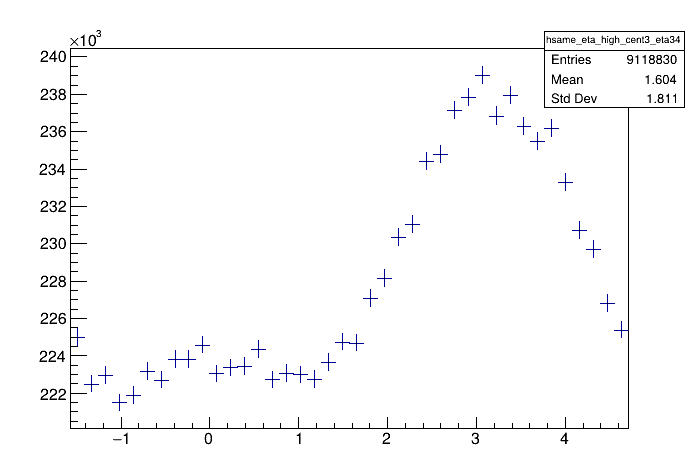 ×10³
hsame_eta_high_cent3_eta34
Entries 9118830
Mean 1.604
Std Dev 1.811
240
238
236
234
232
230
228
226
224
222
−1 0 1 2 3 4